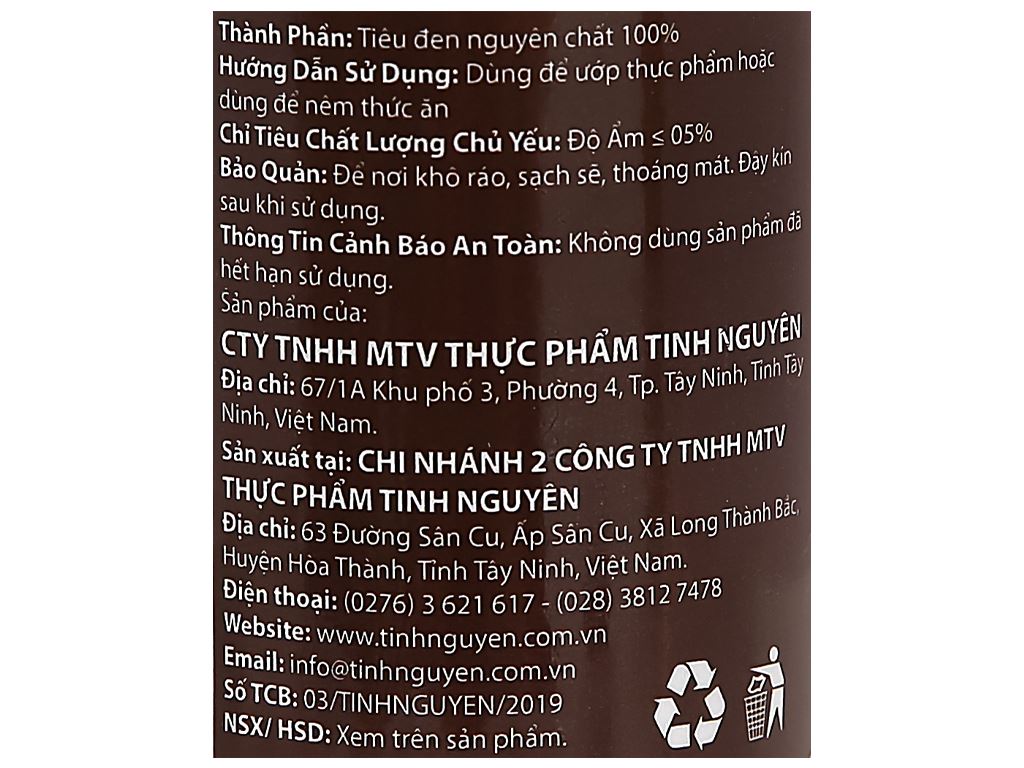 Thành Phần: Tiêu đen nguyên chất 100%
Hướng Dẫn Sử Dụng: Dùng để ướp thực phẩm hoặc
dùng để nêm thức ăn
Chỉ Tiêu Chất Lượng Chủ Yếu: Độ Ẩm ≤ 05%
Bảo Quản: Để nơi khô ráo, sạch sẽ, thoáng mát. Đậy kín
sau khi sử dụng.
Thông Tin Cảnh Báo An Toàn: Không dùng sản phẩm đã
hết hạn sử dụng.
Sản phẩm của:
CTY TNHH MTV THỰC PHẨM TINH NGUYÊN
Địa chỉ: 67/1A Khu phố 3, Phường 4, Tp. Tây Ninh, Tỉnh Tây
Ninh, Việt Nam.
Sản xuất tại: CHI NHÁNH 2 CÔNG TY TNHH MTV
THỰC PHẨM TINH NGUYÊN
Địa chỉ: 63 Đường Sân Cu, Ấp Sân Cu, Xã Long Thành Bắc,
Huyện Hòa Thành, Tỉnh Tây Ninh, Việt Nam.
Điện thoại: (0276) 3 621 617 - (028) 3812 7478
Website: www.tinhnguyen.com.vn
Email: info@tinhnguyen.com.vn
Số TCB: 03/TINHNGUYEN/2019
NSX/ HSD: Xem trên sản phẩm.